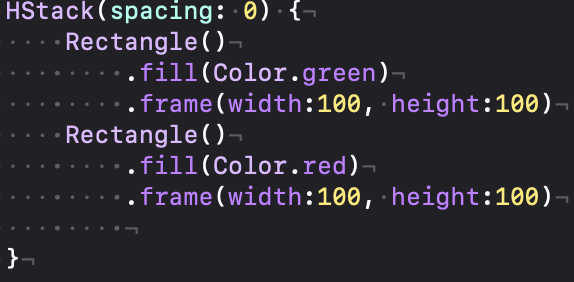 HStack(spacing: 0) {
    Rectangle()
        .fill(Color.green)
        .frame(width:100, height:100)
    Rectangle()
        .fill(Color.red)
        .frame(width:100, height:100)
        
}